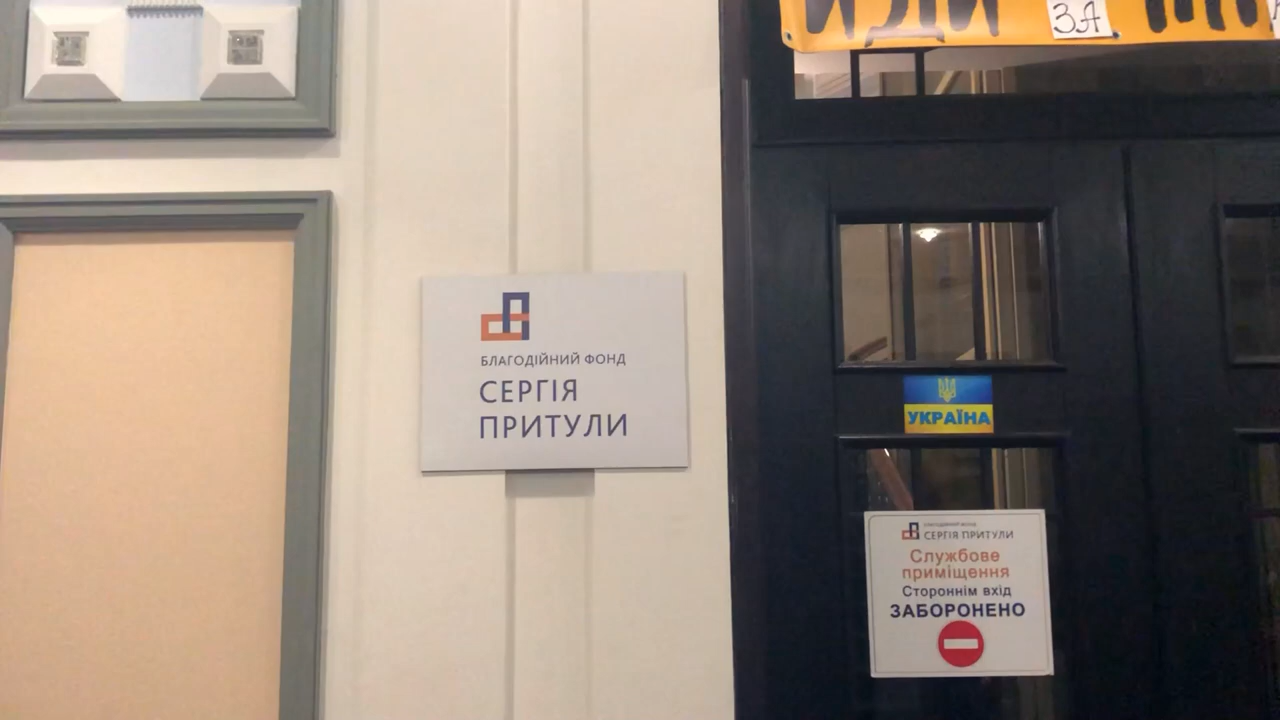 ЗА
БЛАГОДІЙНИЙ ФОНД
СЕРГІЯ
ПРИТУЛИ
УКРАЇНА
БЛАГОДІЙНИЙ ФОНД
СЕРГІЯ ПРИТУЛИ
Службове
приміщення
Стороннім вхід
ЗАБОРОНЕНО